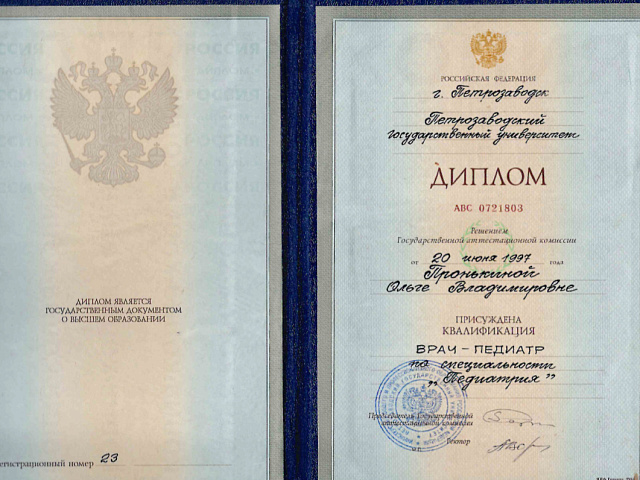 ДИПЛОМ ЯВЛЯЕТСЯ
ГОСУДАРСТВЕННЫМ ДОКУМЕНТОМ
О ВЫСШЕМ ОБРАЗОВАНИИ
гистрационный номер 23
РОССИЙСКАЯ ФЕДЕРАЦИЯ
г. Петрозаводск
Петрозаводский
государственный университет
ДИПЛОМ
АВС 0721803
Решением
Государственной аттестационной комиссии
от 20 июня 1997 года
Пронькиной
Ольге Владимировне
ПРИСУЖДЕНА
КВАЛИФИКАЦИЯ
ВРАЧ - ПЕДИАТР
по специальности
„Педиатрия”
Председатель Государственной
аттестационной комиссии
Ректор